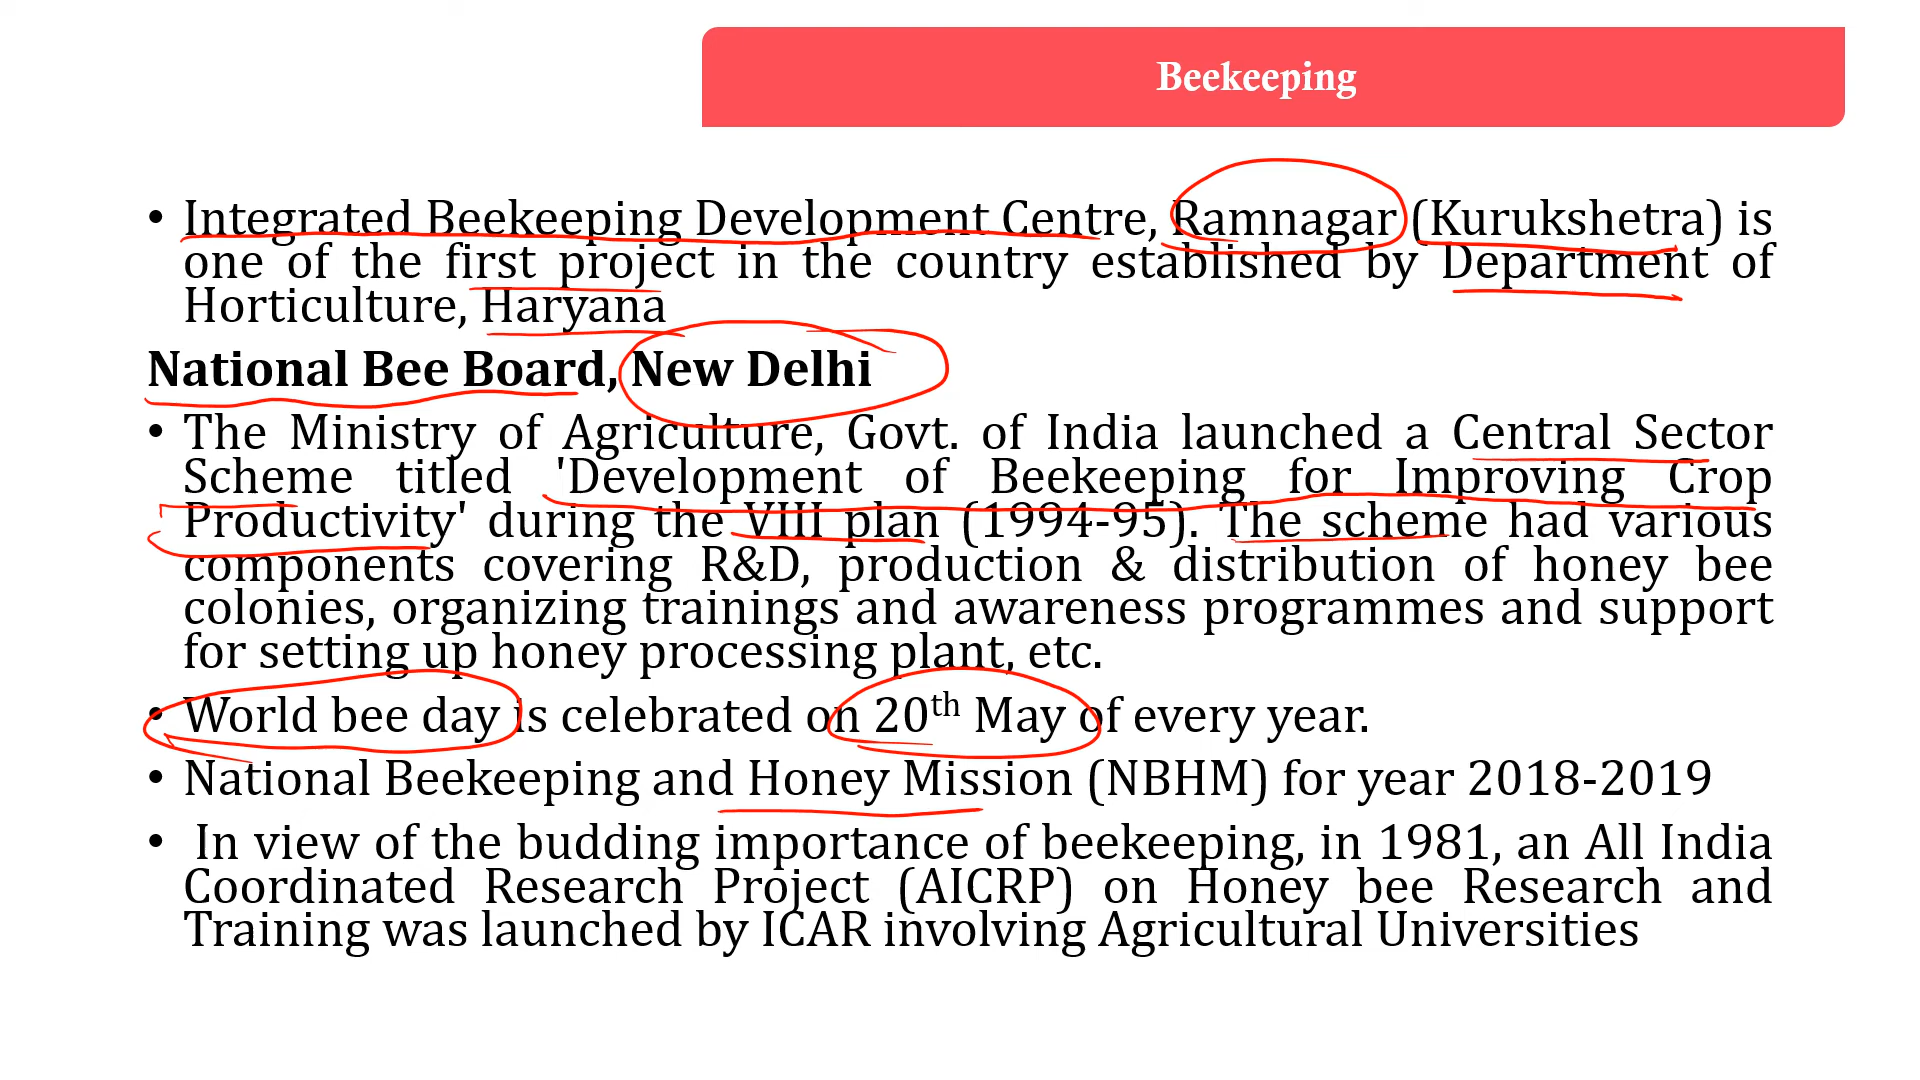 Beekeeping
• Integrated Beekeeping Development Centre, Ramnagar (Kurukshetra) is
one of the first project in the country established by Department of
Horticulture, Haryana
National Bee Board, New Delhi
• The Ministry of Agriculture, Govt. of India launched a Central Sector
Scheme titled 'Development of Beekeeping for Improving Crop
Productivity' during the VIII plan (1994-95). The scheme had various
components covering R&D, production & distribution of honey bee
colonies, organizing trainings and awareness programmes and support
for setting up honey processing plant, etc.
• World bee day is celebrated on 20th May of every year.
• National Beekeeping and Honey Mission (NBHM) for year 2018-2019
• In view of the budding importance of beekeeping, in 1981, an All India
Coordinated Research Project (AICRP) on Honey bee Research and
Training was launched by ICAR involving Agricultural Universities